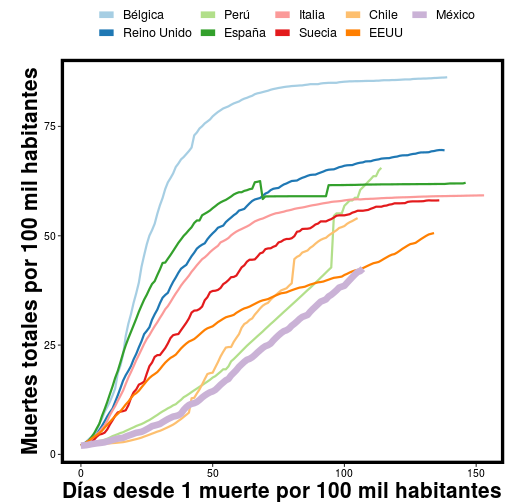 Bélgica Perú Italia Chile México
Reino Unido España Suecia EEUU
Muertes totales por 100 mil habitantes
75
50
25
0
0 50 100 150
Días desde 1 muerte por 100 mil habitantes